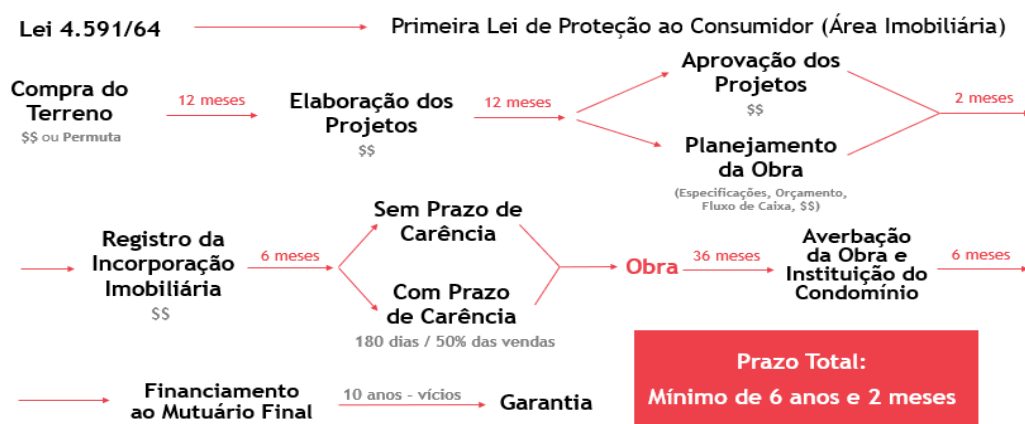 Lei 4.591/64
Primeira Lei de Proteção ao Consumidor (Área Imobiliária)
Compra do
Terreno
$$ ou Permuta
12 meses
Elaboração dos
Projetos
$$
12 meses
Aprovação dos
Projetos
$$
Planejamento
da Obra
(Especificações, Orçamento,
Fluxo de Caixa, $$)
2 meses
Registro da
Incorporação
Imobiliária
$$
6 meses
Sem Prazo de
Carência
Com Prazo
de Carência
180 dias / 50% das vendas
Obra
36 meses
Averbação
da Obra e
Instituição do
Condomínio
6 meses
Financiamento
ao Mutuário Final
10 anos - vícios
Garantia
Prazo Total:
Mínimo de 6 anos e 2 meses